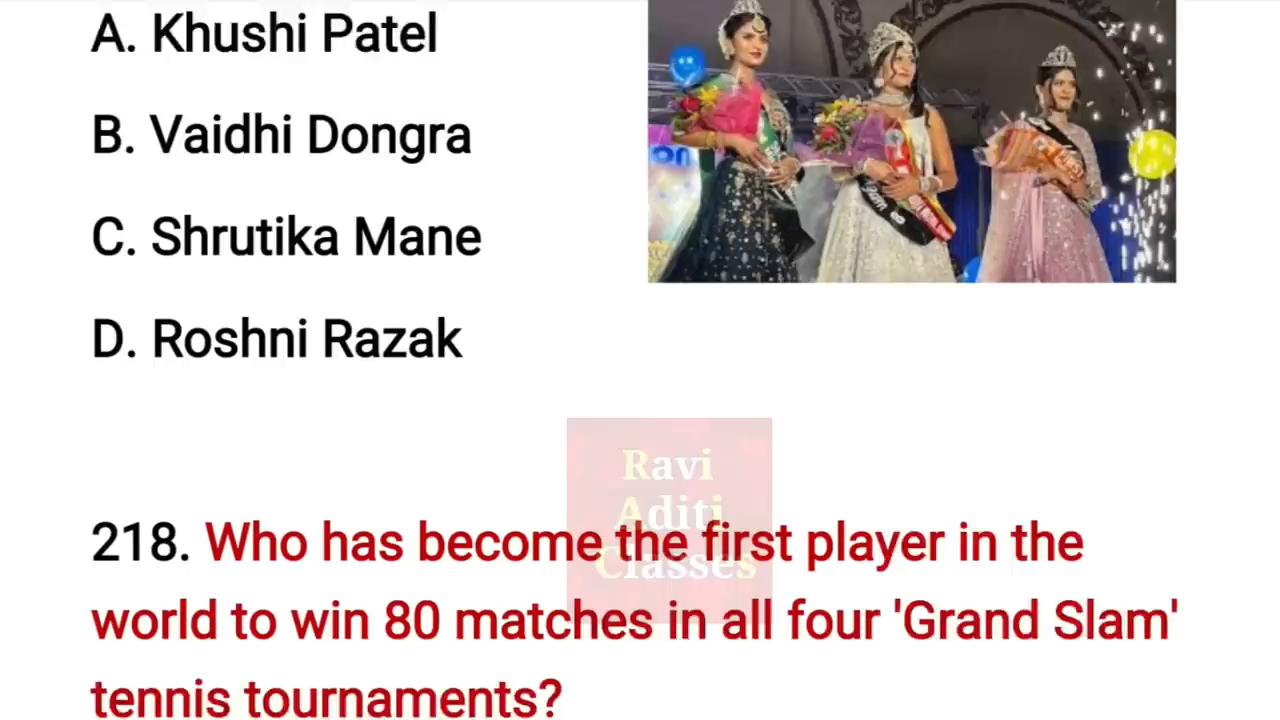 A. Khushi Patel
B. Vaidhi Dongra
C. Shrutika Mane
D. Roshni Razak
Ravi
Aditi
Classes
218. Who has become the first player in the
world to win 80 matches in all four 'Grand Slam'
tennis tournaments?